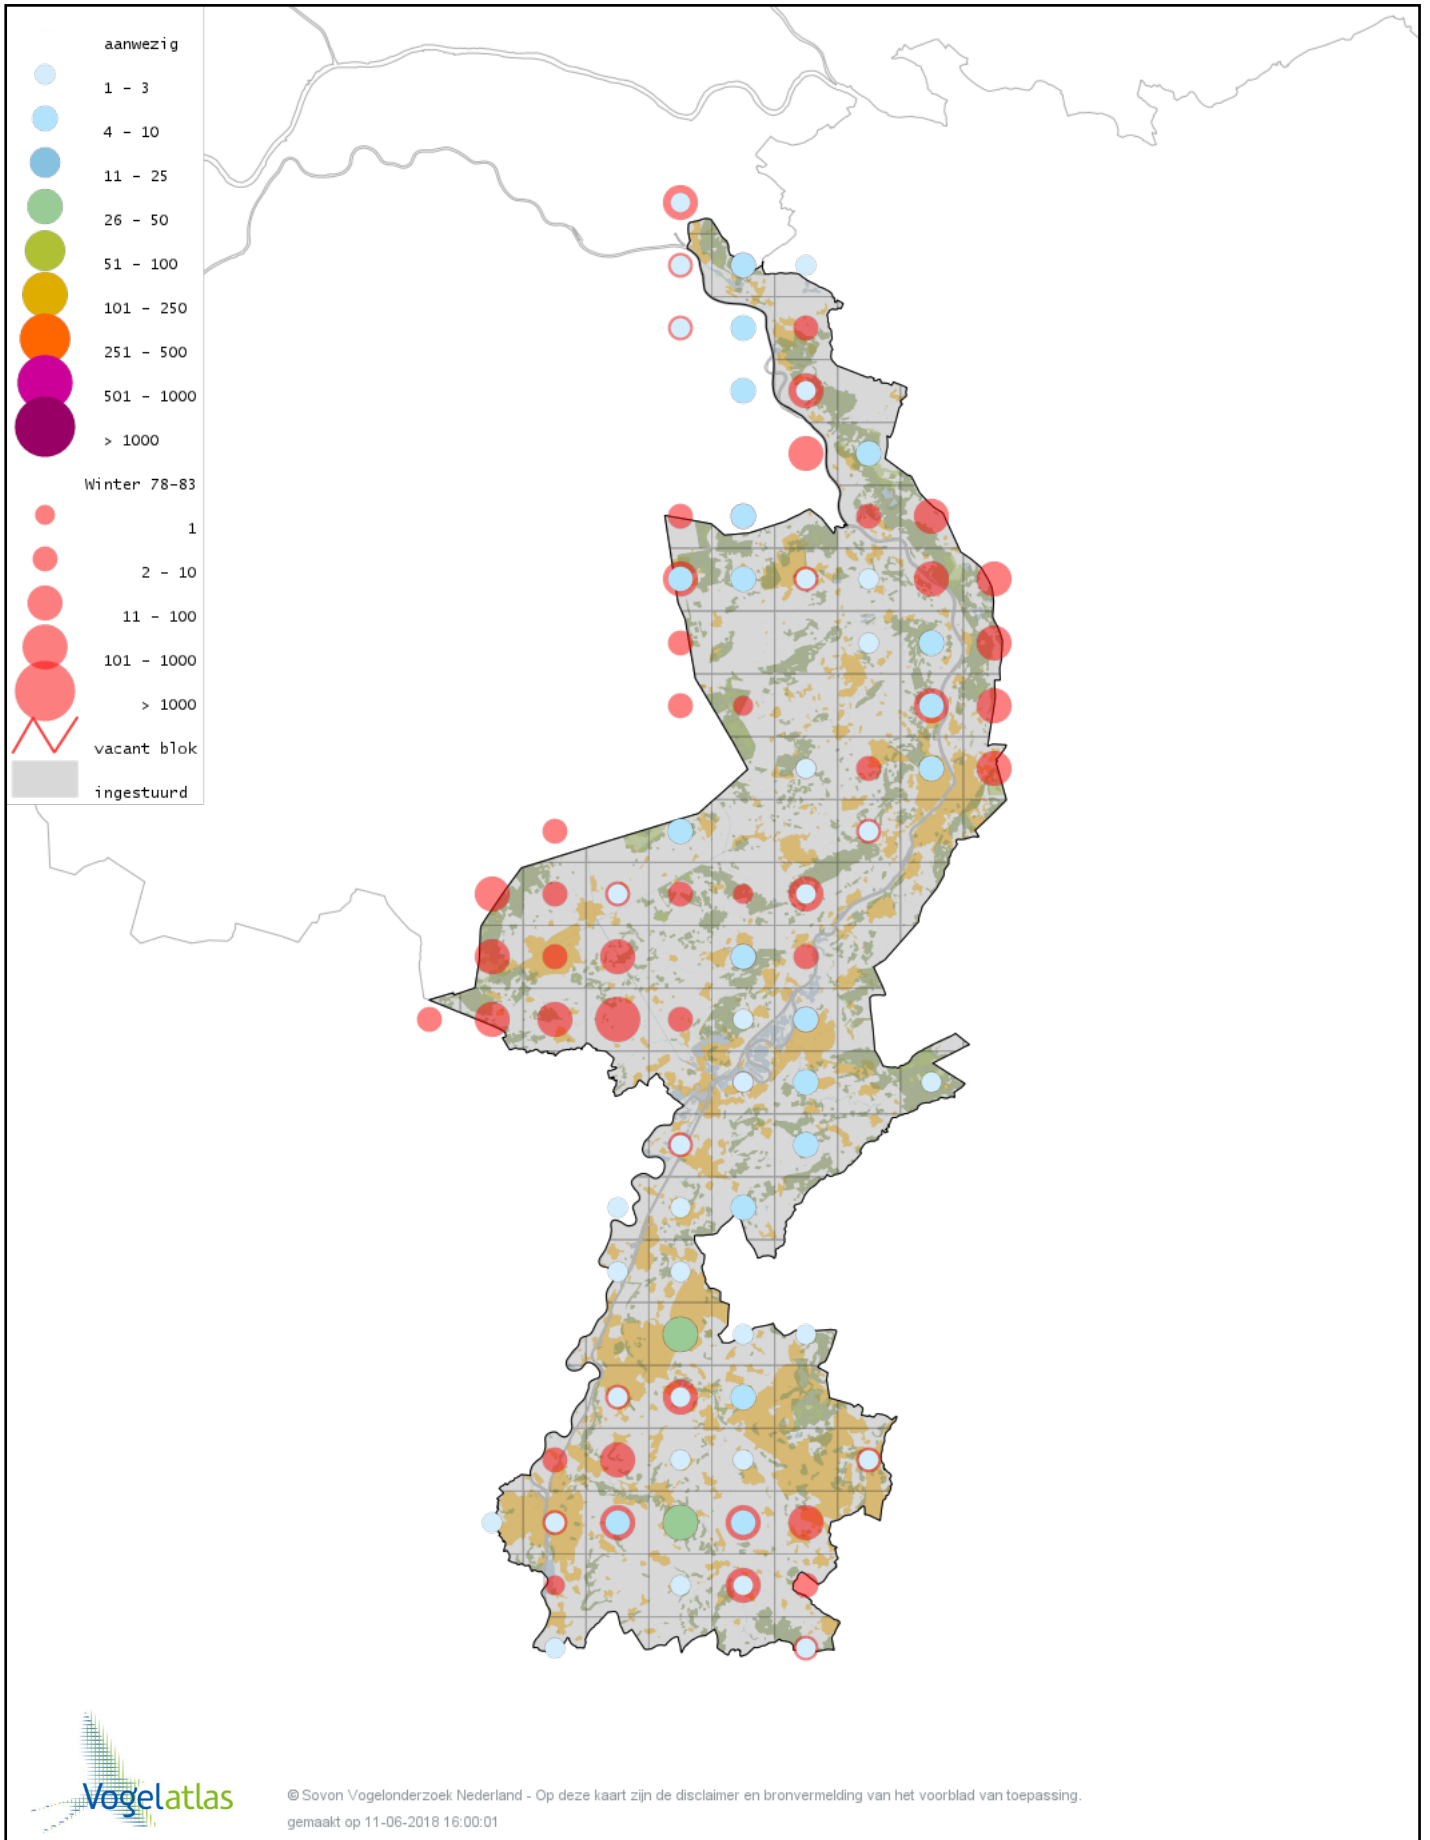 aanwezig
1 - 3
4 - 10
11 - 25
26 - 50
51 - 100
101 - 250
251 - 500
501 - 1000
> 1000
Winter 78-83
1
2 - 10
11 - 100
101 - 1000
> 1000
vacant blok
ingestuurd
Vogelatlas
© Sovon Vogelonderzoek Nederland - Op deze kaart zijn de disclaimer en bronvermelding van het voorblad van toepassing.
gemaakt op 11-06-2018 16:00:01